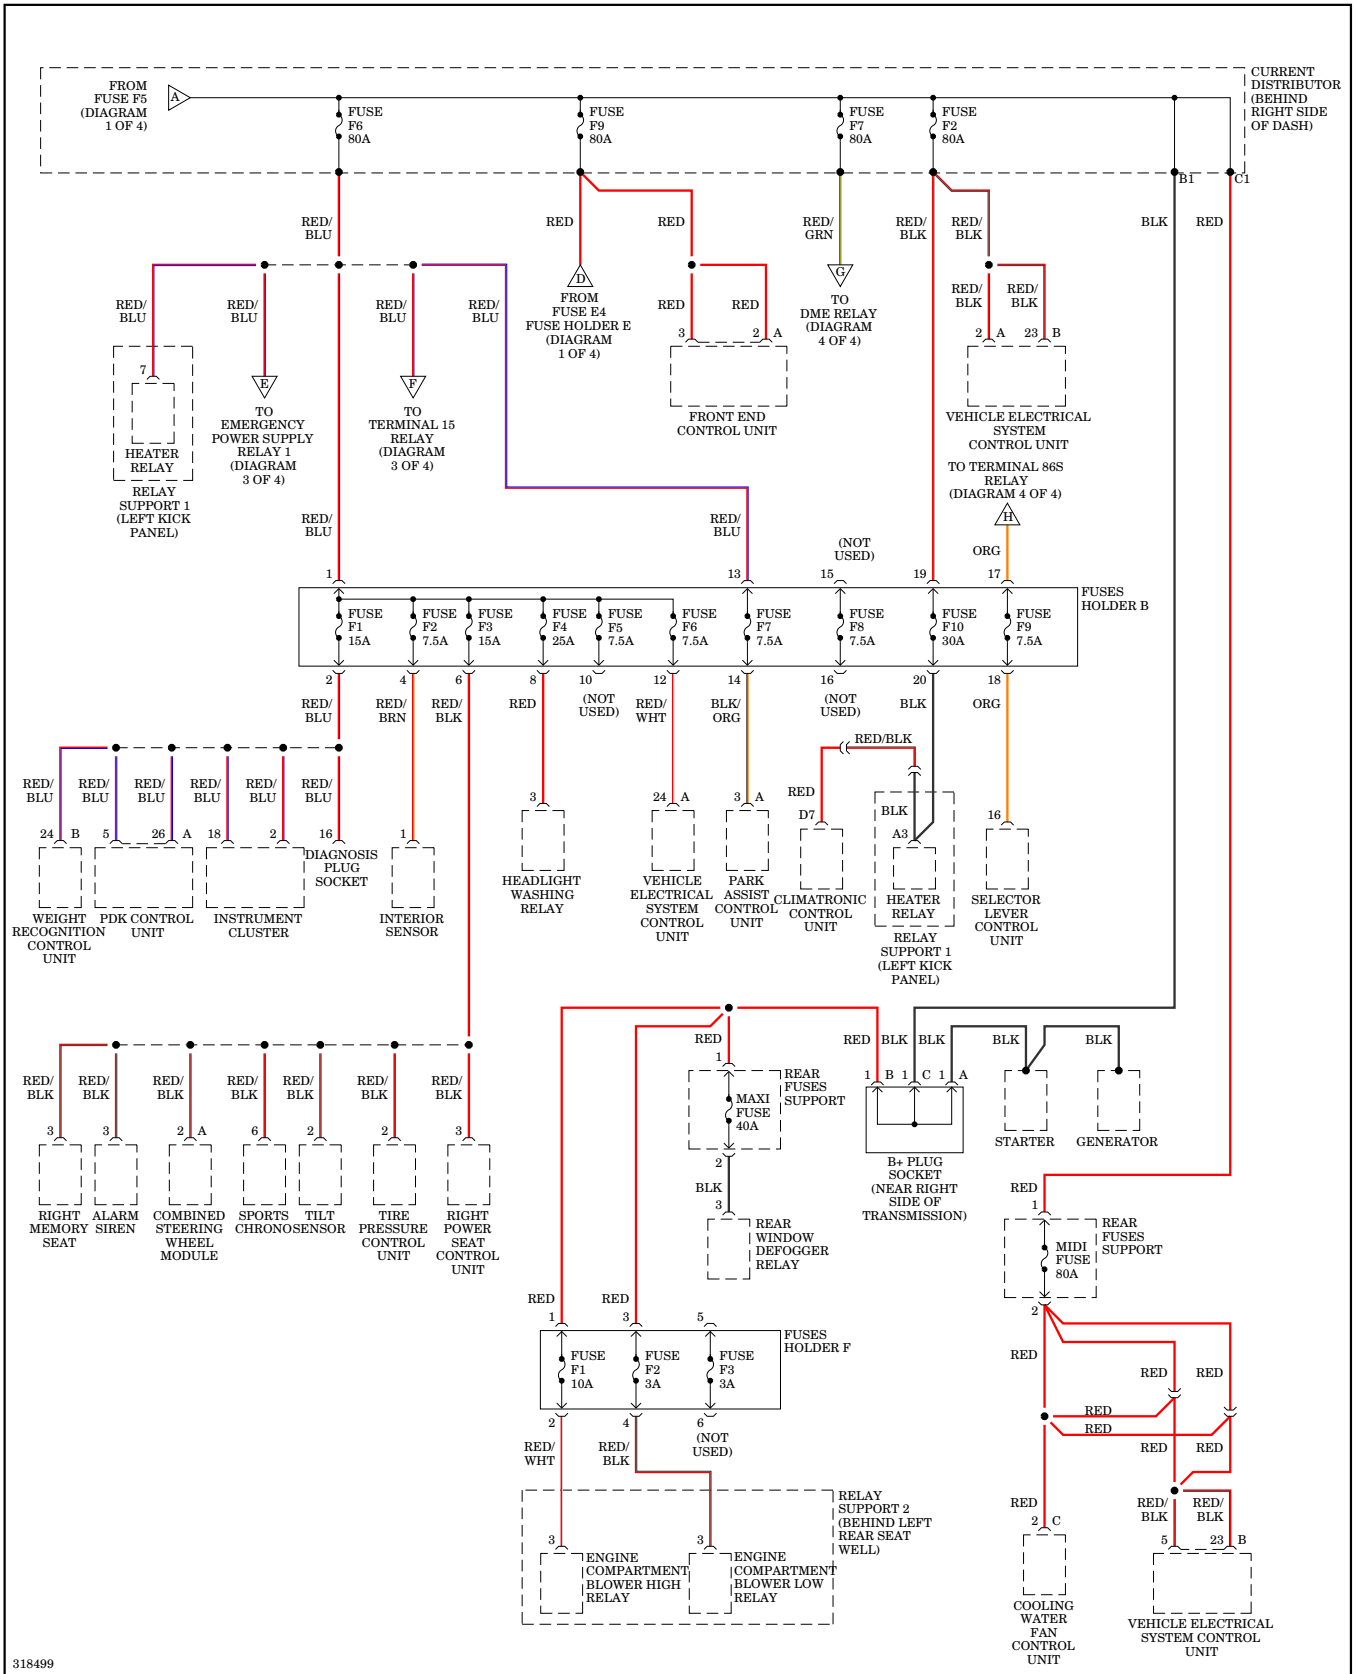 FROM
FUSE F5
(DIAGRAM
1 OF 4)
A
FUSE
F6
80A
FUSE
F9
80A
FUSE
F7
80A
FUSE
F2
80A
CURRENT
DISTRIBUTOR
(BEHIND
RIGHT SIDE
OF DASH)
B1
C1
RED/
BLU
RED
RED
RED/
GRN
RED/
BLK
RED/
BLK
BLK
RED
RED/
BLU
RED/
BLU
RED/
BLU
RED/
BLU
D
FROM
FUSE E4
FUSE HOLDER E
(DIAGRAM
1 OF 4)
RED
RED
3
2
A
FRONT END
CONTROL UNIT
G
TO
DME RELAY
(DIAGRAM
4 OF 4)
RED/
BLK
RED/
BLK
2
A
23
B
VEHICLE ELECTRICAL
SYSTEM
CONTROL UNIT
7
HEATER
RELAY
RELAY
SUPPORT 1
(LEFT KICK
PANEL)
E
TO
EMERGENCY
POWER SUPPLY
RELAY 1
(DIAGRAM
3 OF 4)
F
TO
TERMINAL 15
RELAY
(DIAGRAM
3 OF 4)
TO TERMINAL 86S
RELAY
(DIAGRAM 4 OF 4)
H
RED/
BLU
RED/
BLU
(NOT
USED)
ORG
1
13
15
19
17
FUSES
HOLDER B
FUSE
F1
15A
FUSE
F2
7.5A
FUSE
F3
15A
FUSE
F4
25A
FUSE
F5
7.5A
FUSE
F6
7.5A
FUSE
F7
7.5A
FUSE
F8
7.5A
FUSE
F10
30A
FUSE
F9
7.5A
2
4
6
8
10
12
14
16
20
18
RED/
BLU
RED/
BRN
RED/
BLK
RED
(NOT
USED)
RED/
WHT
BLK/
ORG
(NOT
USED)
BLK
ORG
RED/BLK
RED/
BLU
RED/
BLU
RED/
BLU
RED/
BLU
RED/
BLU
RED/
BLU
RED
BLK
24
B
5
26
A
18
2
16
1
3
24
A
3
A
D7
A3
16
WEIGHT
RECOGNITION
CONTROL
UNIT
PDK CONTROL
UNIT
INSTRUMENT
CLUSTER
DIAGNOSIS
PLUG
SOCKET
INTERIOR
SENSOR
HEADLIGHT
WASHING
RELAY
VEHICLE
ELECTRICAL
SYSTEM
CONTROL
UNIT
PARK
ASSIST
CONTROL
UNIT
CLIMATRONIC
CONTROL
UNIT
HEATER
RELAY
RELAY
SUPPORT 1
(LEFT KICK
PANEL)
SELECTOR
LEVER
CONTROL
UNIT
RED/
BLK
RED/
BLK
RED/
BLK
RED/
BLK
RED/
BLK
RED/
BLK
RED/
BLK
3
3
2
A
6
2
2
3
RIGHT
MEMORY
SEAT
ALARM
SIREN
COMBINED
STEERING
WHEEL
MODULE
SPORTS
CHRONO
TILT
SENSOR
TIRE
PRESSURE
CONTROL
UNIT
RIGHT
POWER
SEAT
CONTROL
UNIT
RED
RED
BLK
BLK
BLK
BLK
1
REAR
FUSES
SUPPORT
MAXI
FUSE
40A
2
BLK
3
REAR
WINDOW
DEFOGGER
RELAY
1
B
1
C
1
A
B+ PLUG
SOCKET
(NEAR RIGHT
SIDE OF
TRANSMISSION)
STARTER
GENERATOR
RED
1
REAR
FUSES
SUPPORT
MIDI
FUSE
80A
2
RED
RED
1
3
5
FUSES
HOLDER F
FUSE
F1
10A
FUSE
F2
3A
FUSE
F3
3A
2
4
6
(NOT
USED)
RED/
WHT
RED/
BLK
RED
RED
RED
RED
RED
RED
RED
RED
RED/
BLK
RED/
BLK
RELAY
SUPPORT 2
(BEHIND LEFT
REAR SEAT
WELL)
3
3
ENGINE
COMPARTMENT
BLOWER HIGH
RELAY
ENGINE
COMPARTMENT
BLOWER LOW
RELAY
2
C
5
23
B
COOLING
WATER
FAN
CONTROL
UNIT
VEHICLE ELECTRICAL
SYSTEM CONTROL
UNIT
318499